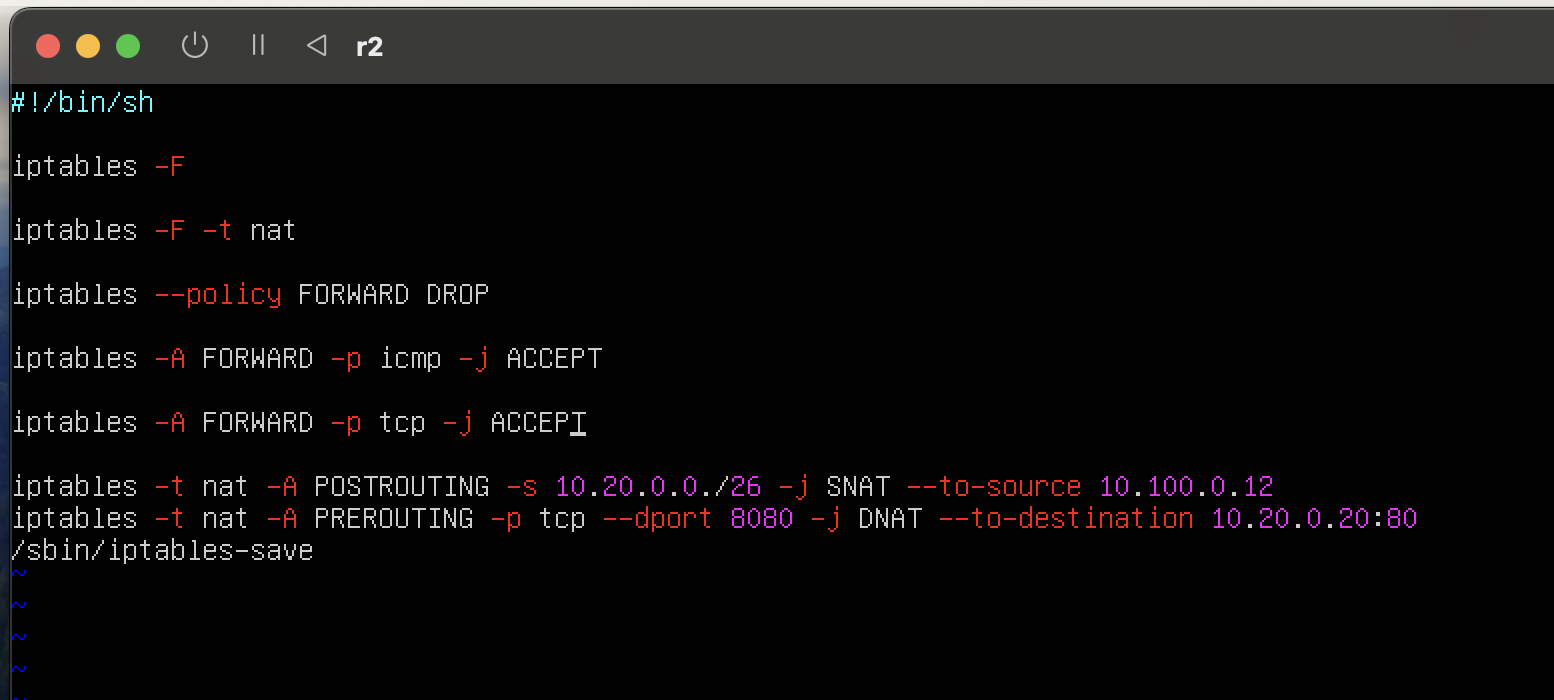 r2
#!/bin/sh
iptables -F
iptables -F -t nat
iptables --policy FORWARD DROP
iptables -A FORWARD -p icmp -j ACCEPT
iptables -A FORWARD -p tcp -j ACCEPT
iptables -t nat -A POSTROUTING -s 10.20.0.0./26 -j SNAT --to-source 10.100.0.12
iptables -t nat -A PREROUTING -p tcp --dport 8080 -j DNAT --to-destination 10.20.0.20:80
/sbin/iptables-save
~
~
~
~
~